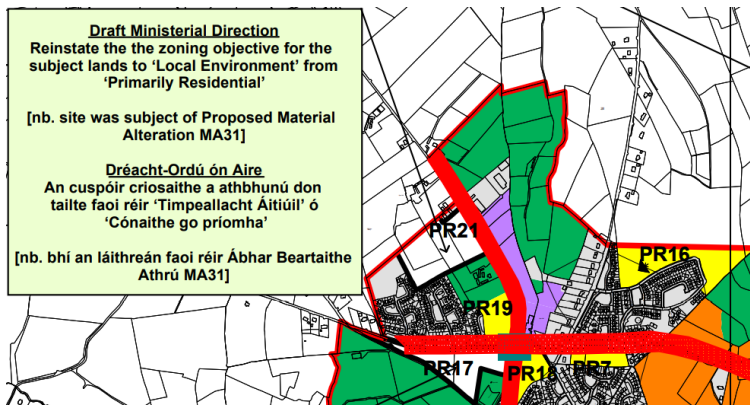 Draft Ministerial Direction
Reinstate the the zoning objective for the
subject lands to ‘Local Environment’ from
‘Primarily Residential’
[nb. site was subject of Proposed Material
Alteration MA31]
Dréacht-Ordú ón Aire
An cuspóir criosaithe a athbhunú don
tailte faoi réir ‘Timpeallacht Áitiúil’ ó
‘Cónaithe go príomha’
[nb. bhí an láithreán faoi réir Ábhar Beartaithe
Athrú MA31]
PR21
PR16
PR19
PR17
PR18
PR7